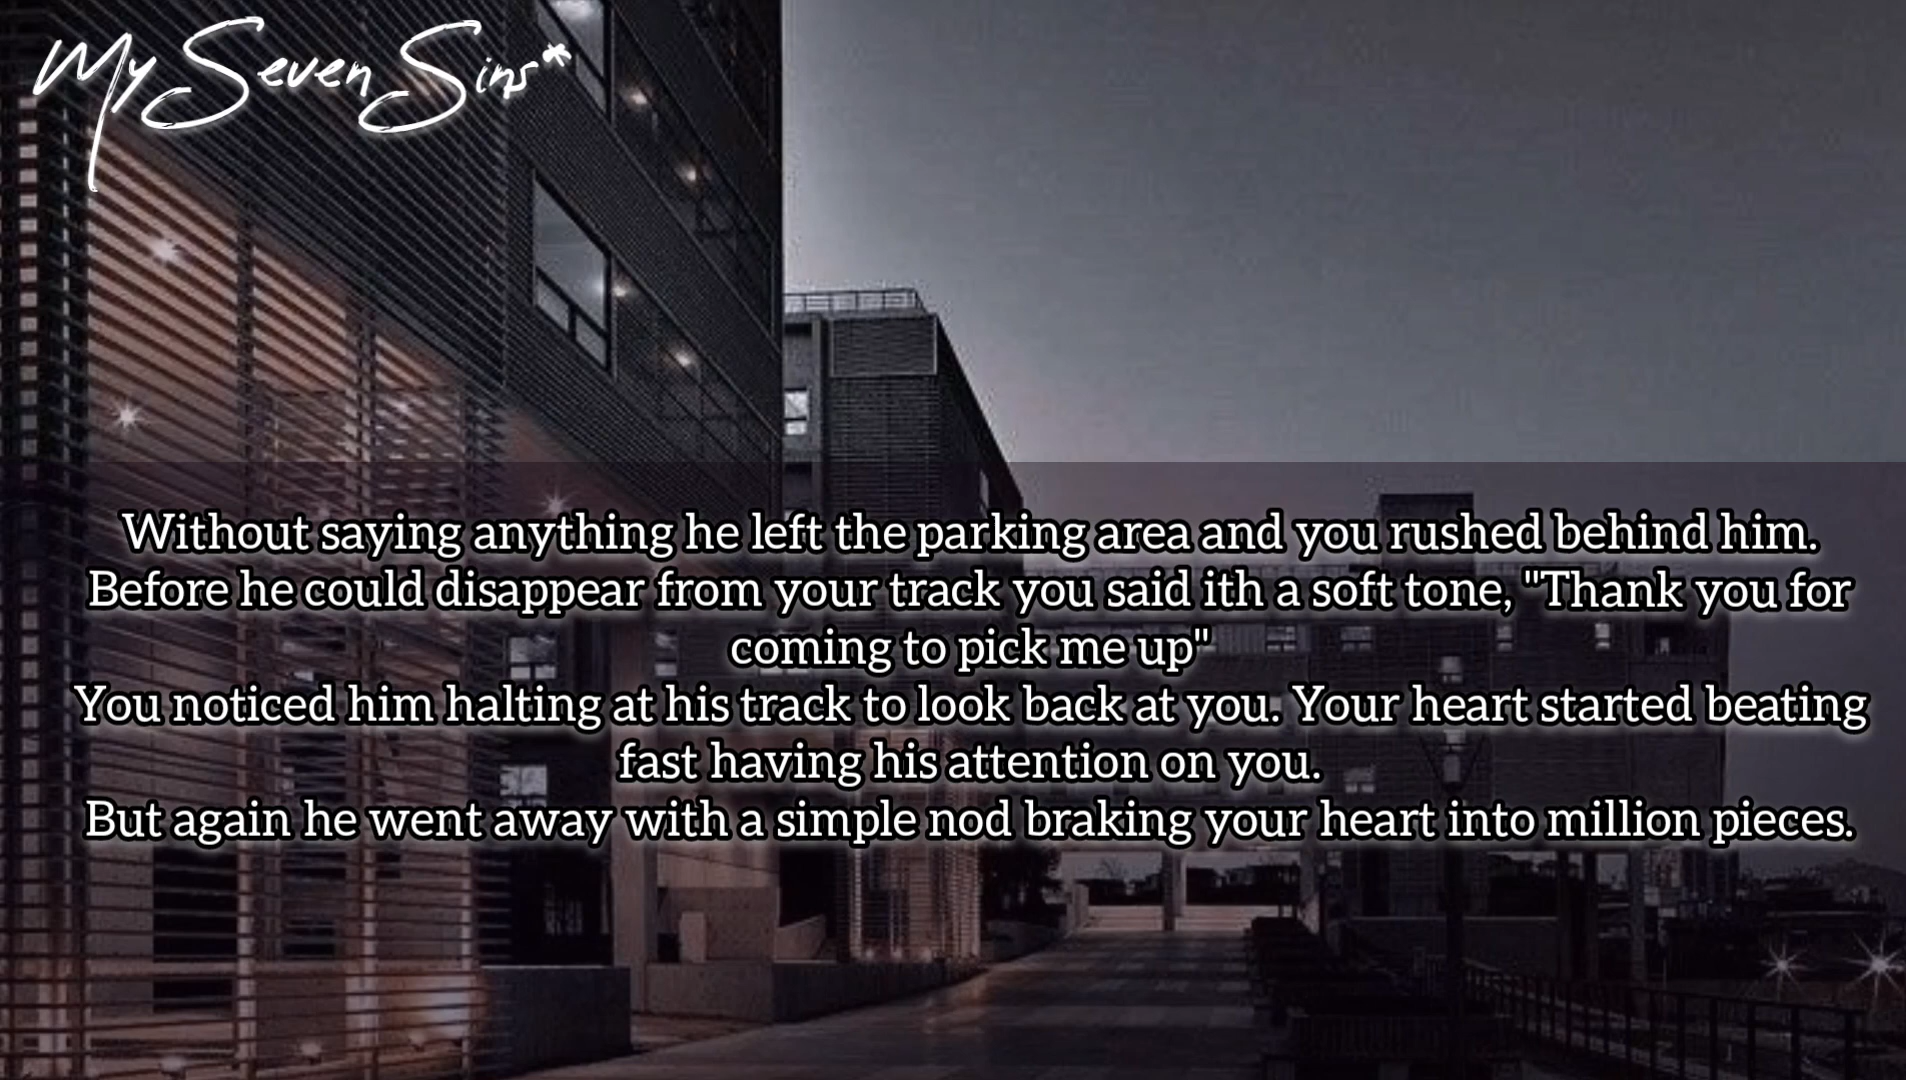 My Seven Sins*
Without saying anything he left the parking area and you rushed behind him.
Before he could disappear from your track you said ith a soft tone, "Thank you for
coming to pick me up"
You noticed him halting at his track to look back at you. Your heart started beating
fast having his attention on you.
But again he went away with a simple nod braking your heart into million pieces.